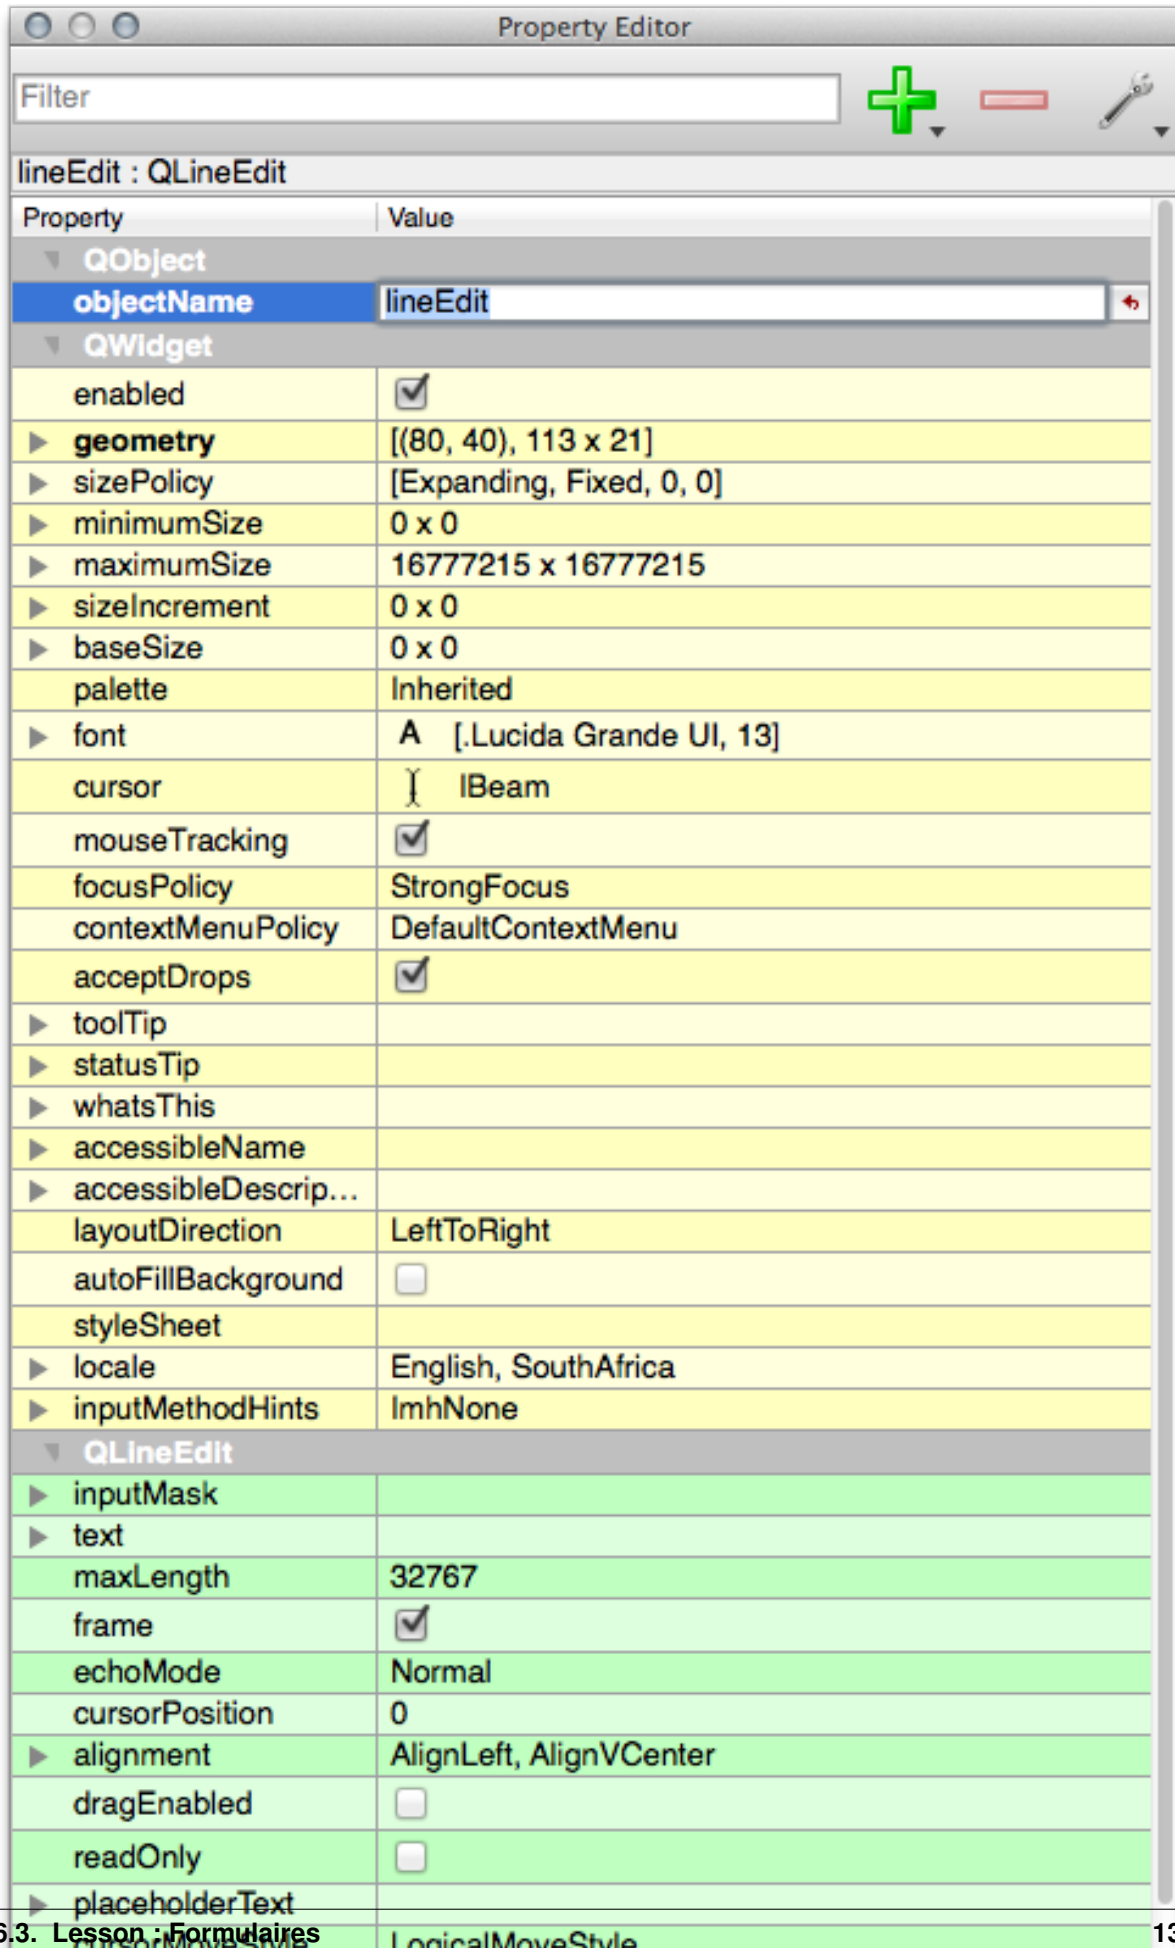 Property Editor
Filter
lineEdit : QLineEdit
Property Value
QObject
objectName lineEdit
QWidget
enabled
geometry [(80, 40), 113 x 21]
sizePolicy [Expanding, Fixed, 0, 0]
minimumSize 0 x 0
maximumSize 16777215 x 16777215
sizeIncrement 0 x 0
baseSize 0 x 0
palette Inherited
font A [.Lucida Grande UI, 13]
cursor IBeam
mouseTracking
focusPolicy StrongFocus
contextMenuPolicy DefaultContextMenu
acceptDrops
toolTip
statusTip
whatsThis
accessibleName
accessibleDescrip...
layoutDirection LeftToRight
autoFillBackground
styleSheet
locale English, SouthAfrica
inputMethodHints ImhNone
QLineEdit
inputMask
text
maxLength 32767
frame
echoMode Normal
cursorPosition 0
alignment AlignLeft, AlignVCenter
dragEnabled
readOnly
placeholderText
6.3. Lesson : Formulaires 13
cursorMoveStyle LogicalMoveStyle